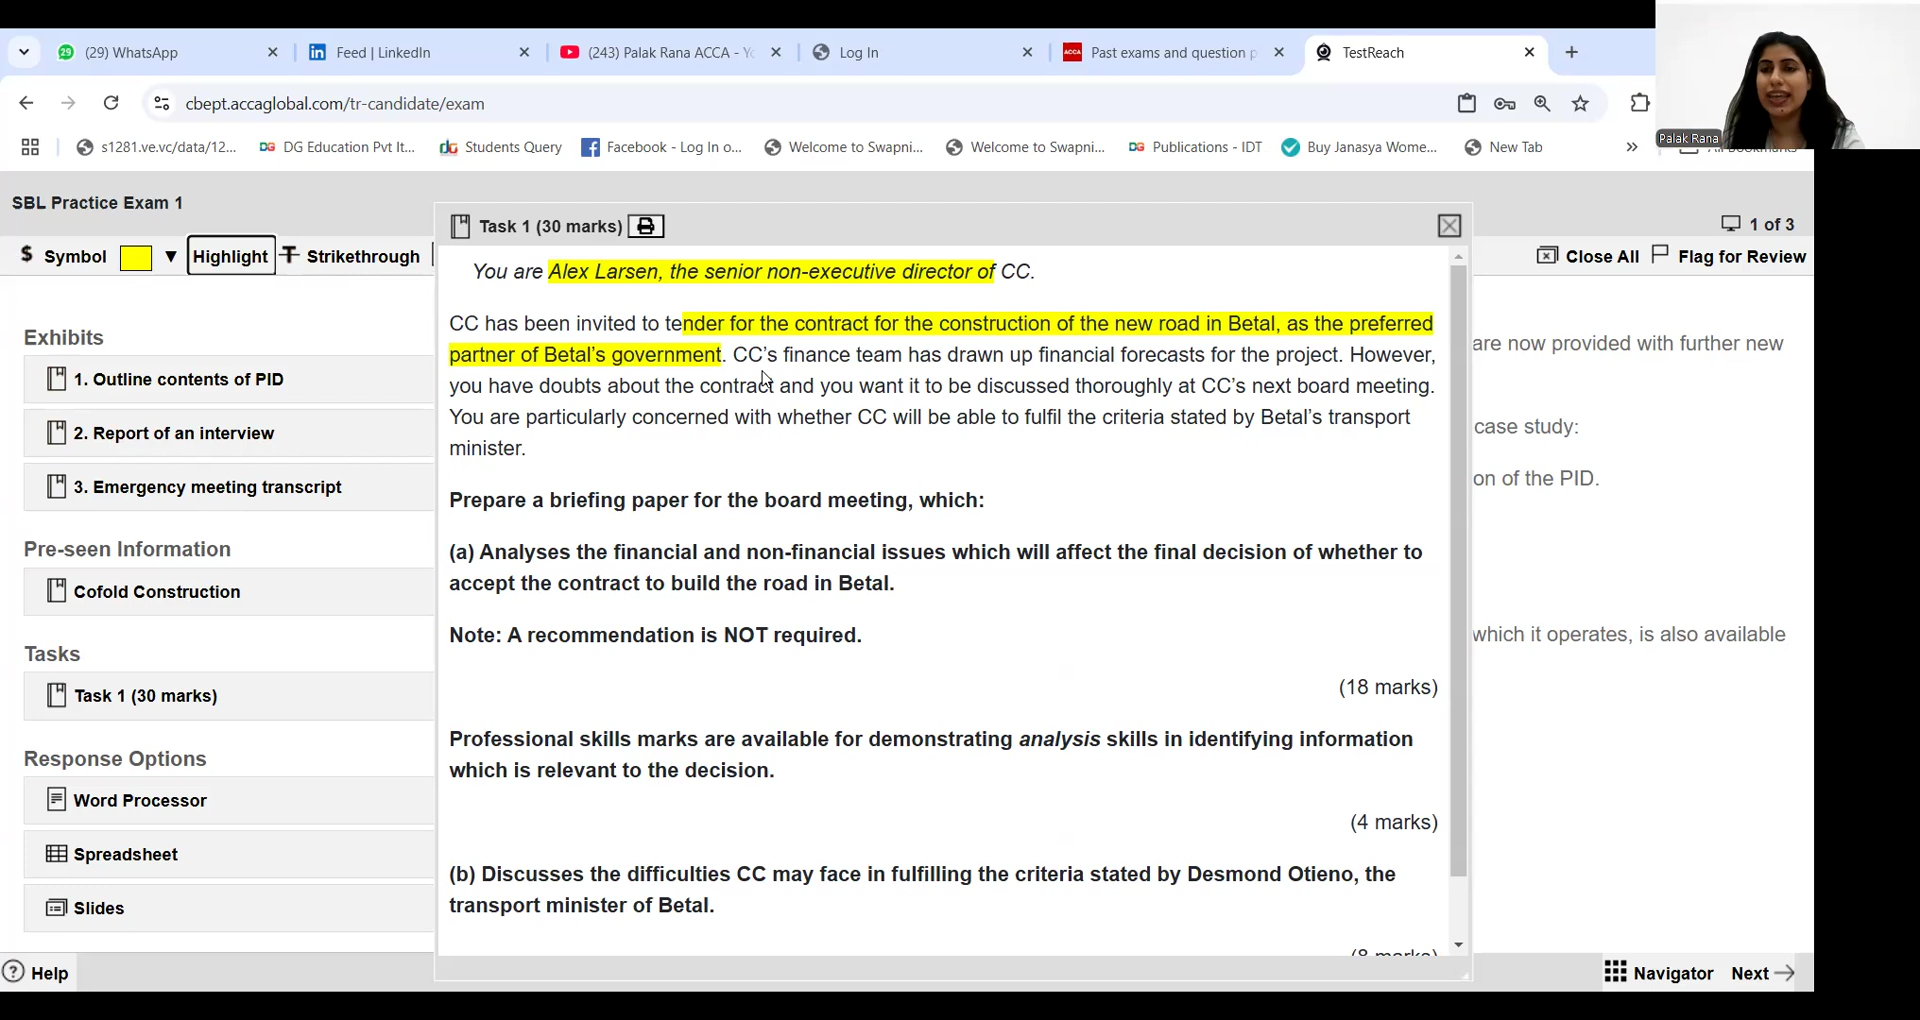 29 (29) WhatsApp
Feed | LinkedIn
(243) Palak Rana ACCA - Yo
Log In
ACCA Past exams and question p
TestReach
cbept.accaglobal.com/tr-candidate/exam
Palak Rana
s1281.ve.vc/data/12...
DG Education Pvt lt...
Students Query
Facebook - Log In o...
Welcome to Swapni...
Welcome to Swapni...
Publications - IDT
Buy Janasya Wome...
New Tab
SBL Practice Exam 1
1 of 3
$ Symbol
Highlight
Strikethrough
Close All
Flag for Review
Exhibits
1. Outline contents of PID
2. Report of an interview
3. Emergency meeting transcript
Pre-seen Information
Cofold Construction
Tasks
Task 1 (30 marks)
Response Options
Word Processor
Spreadsheet
Slides
Task 1 (30 marks)
You are Alex Larsen, the senior non-executive director of CC.
CC has been invited to tender for the contract for the construction of the new road in Betal, as the preferred
partner of Betal's government. CC's finance team has drawn up financial forecasts for the project. However,
you have doubts about the contract and you want it to be discussed thoroughly at CC's next board meeting.
You are particularly concerned with whether CC will be able to fulfil the criteria stated by Betal's transport
minister.
Prepare a briefing paper for the board meeting, which:
(a) Analyses the financial and non-financial issues which will affect the final decision of whether to
accept the contract to build the road in Betal.
Note: A recommendation is NOT required.
(18 marks)
Professional skills marks are available for demonstrating analysis skills in identifying information
which is relevant to the decision.
(4 marks)
(b) Discusses the difficulties CC may face in fulfilling the criteria stated by Desmond Otieno, the
transport minister of Betal.
(8 marks)
are now provided with further new
case study:
on of the PID.
which it operates, is also available
Help
Navigator
Next